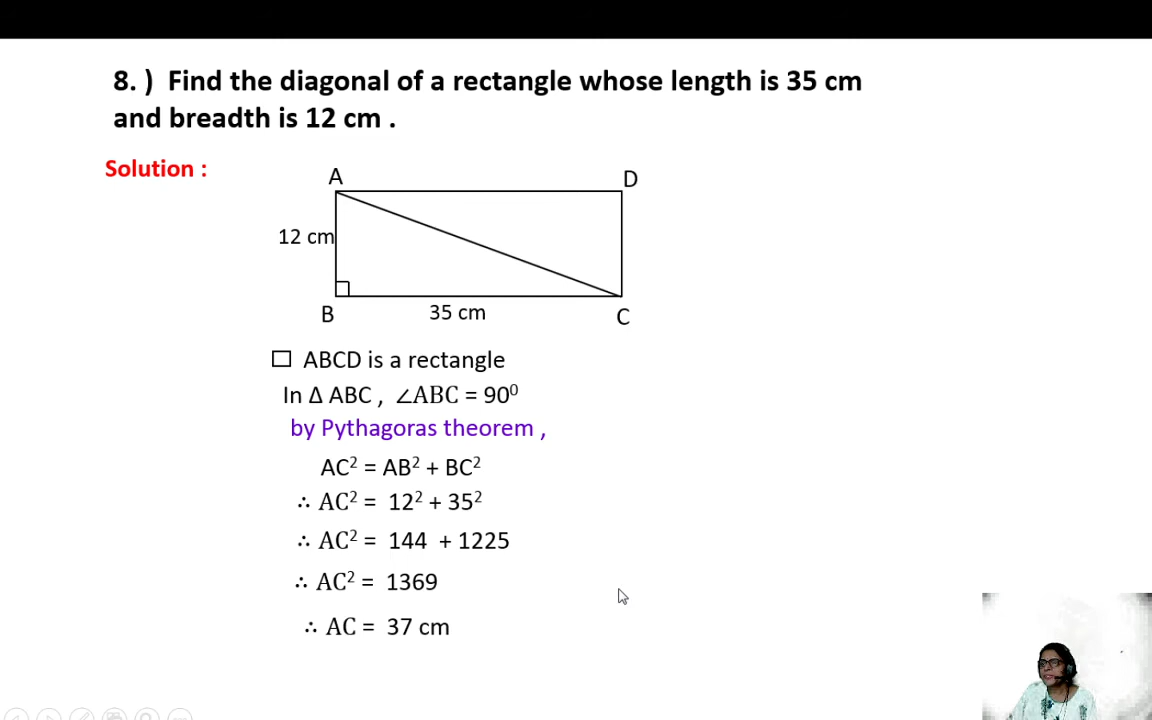 8. ) Find the diagonal of a rectangle whose length is 35 cm
and breadth is 12 cm .
Solution :
A
D
12 cm
B
35 cm
C
□ ABCD is a rectangle
In Δ ABC , ∠ABC = 90⁰
by Pythagoras theorem ,
AC² = AB² + BC²
∴ AC² = 12² + 35²
∴ AC² = 144 + 1225
∴ AC² = 1369
∴ AC = 37 cm